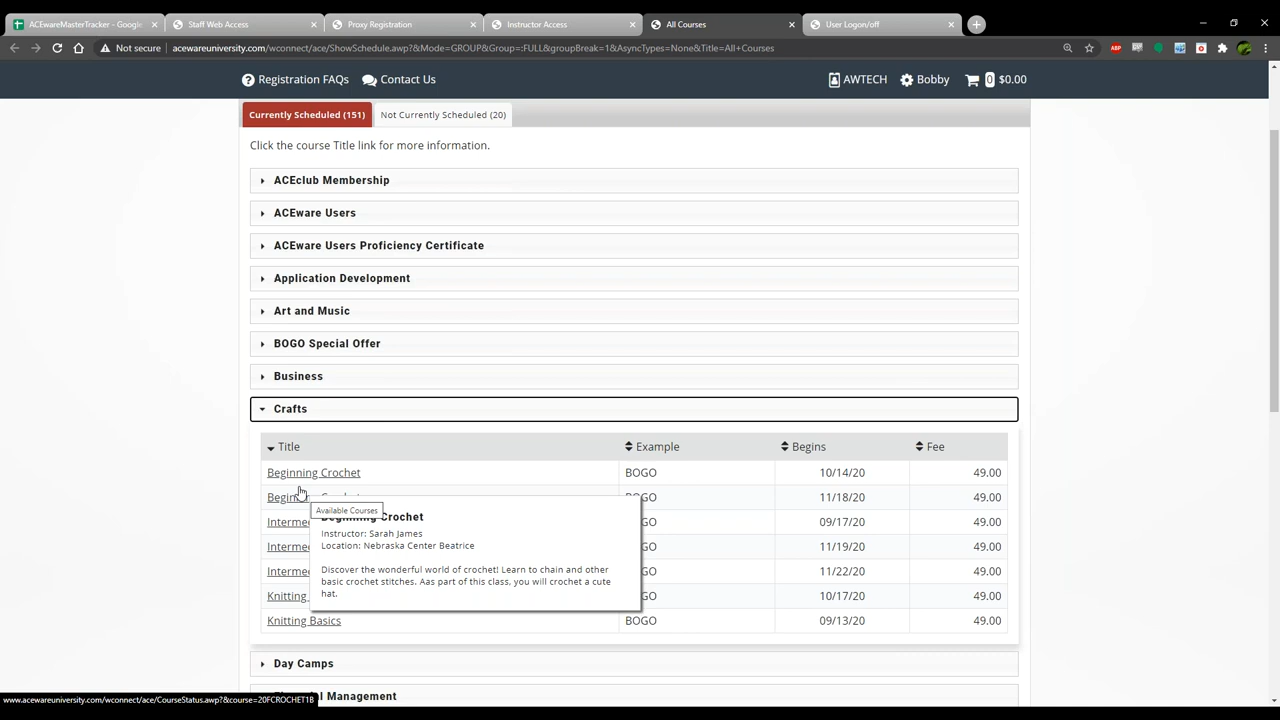 ACEwareMasterTracker - Google
Staff Web Access
Proxy Registration
Instructor Access
All Courses
User Logon/off
Not secure
acewareuniversity.com/wconnect/ace/ShowSchedule.awp?&Mode=GROUP&Group=:FULL&groupBreak=1&AsyncTypes=None&Title=All+Courses
ABP
Registration FAQs
Contact Us
AWTECH
Bobby
0
$0.00
Currently Scheduled (151)
Not Currently Scheduled (20)
Click the course Title link for more information.
ACEclub Membership
ACEware Users
ACEware Users Proficiency Certificate
Application Development
Art and Music
BOGO Special Offer
Business
Crafts
Title Example Begins Fee
Beginning Crochet BOGO 10/14/20 49.00
11/18/20 49.00
09/17/20 49.00
11/19/20 49.00
11/22/20 49.00
Knitting 10/17/20 49.00
Knitting Basics BOGO 09/13/20 49.00
Available Courses
Beginning Crochet
Instructor: Sarah James
Location: Nebraska Center Beatrice
Discover the wonderful world of crochet! Learn to chain and other
basic crochet stitches. Aas part of this class, you will crochet a cute
hat.
Day Camps
Financial Management
www.acewareuniversity.com/wconnect/ace/CourseStatus.awp?&course=20FCROCHET1B